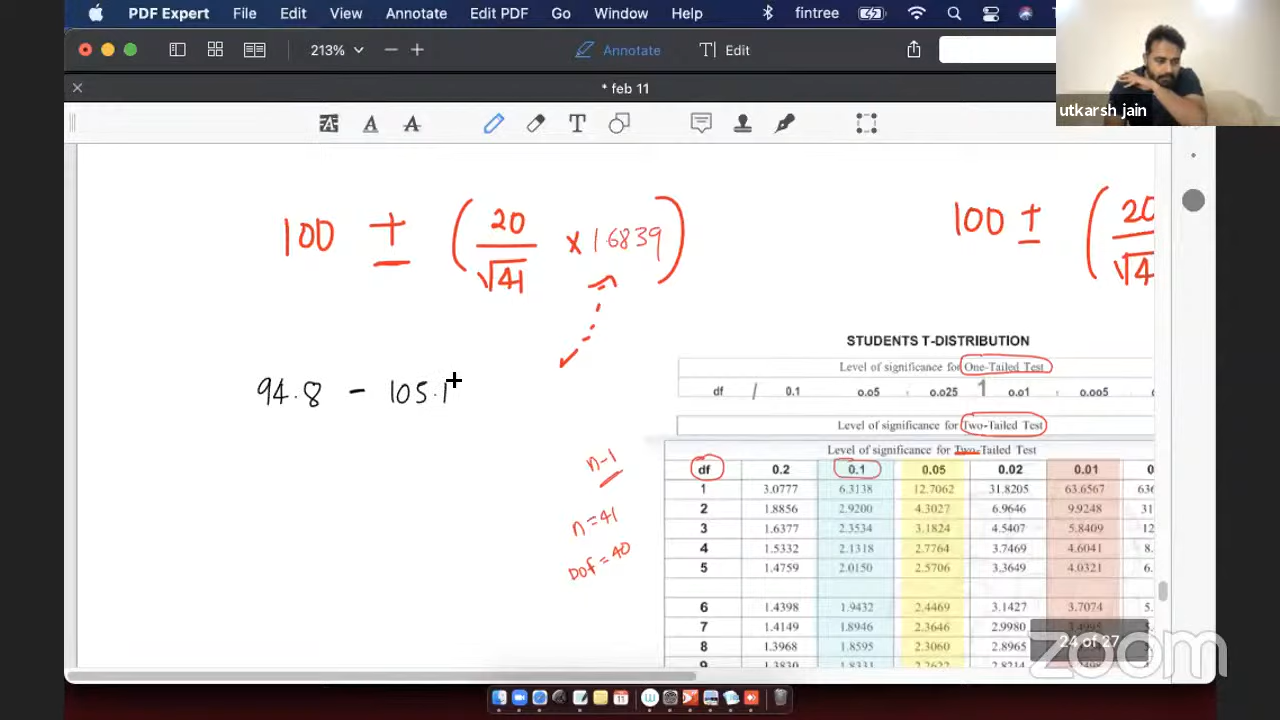 PDF Expert File Edit View Annotate Edit PDF Go Window Help fintree
213% Annotate T Edit
utkarsh jain
* feb 11
100 ± ( 20 / √41 × 1.6839 )
100 ± ( 20 / √4
94.8 - 105.1
n-1
n = 41
DOF = 40
STUDENTS T-DISTRIBUTION
Level of significance for One-Tailed Test
df 0.1 0.05 0.025 0.01 0.005
Level of significance for Two-Tailed Test
Level of significance for Two-Tailed Test
df 0.2 0.1 0.05 0.02 0.01 0
1 3.0777 6.3138 12.7062 31.8205 63.6567 636
2 1.8856 2.9200 4.3027 6.9646 9.9248 31
3 1.6377 2.3534 3.1824 4.5407 5.8409 12
4 1.5332 2.1318 2.7764 3.7469 4.6041 8.
5 1.4759 2.0150 2.5706 3.3649 4.0321 6.
6 1.4398 1.9432 2.4469 3.1427 3.7074 5.
7 1.4149 1.8946 2.3646 2.9980 5.
8 1.3968 1.8595 2.3060 2.8965
24 of 27
zoom